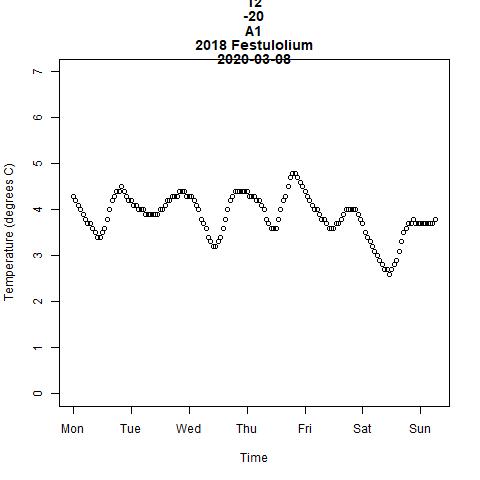 T2
-20
A1
2018 Festulolium
2020-03-08
7
6
5
4
3
2
1
0
Temperature (degrees C)
Mon Tue Wed Thu Fri Sat Sun
Time